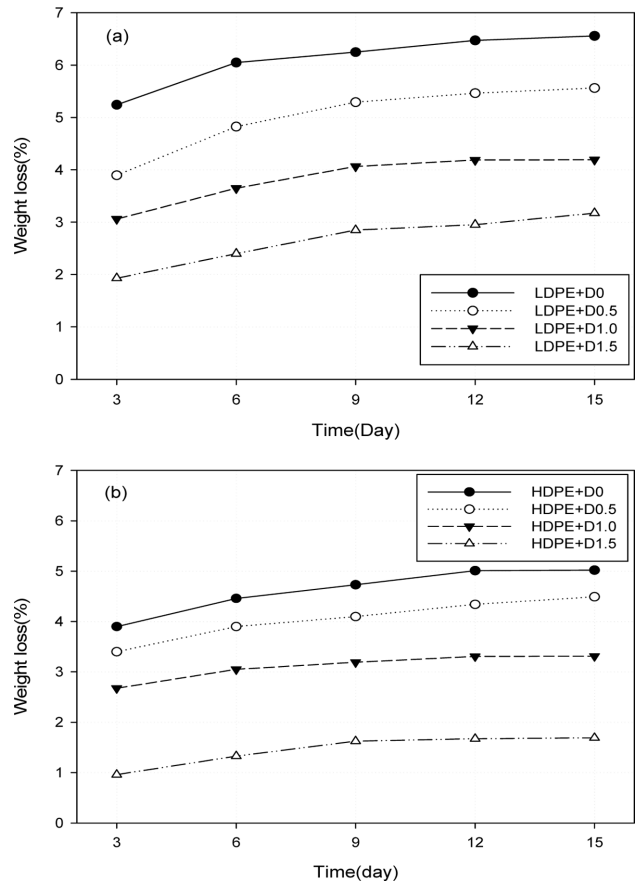 (a)
Weight loss(%)
7
6
5
4
3
2
1
0
LDPE+D0
LDPE+D0.5
LDPE+D1.0
LDPE+D1.5
3 6 9 12 15
Time(Day)
(b)
Weight loss(%)
7
6
5
4
3
2
1
0
HDPE+D0
HDPE+D0.5
HDPE+D1.0
HDPE+D1.5
3 6 9 12 15
Time(day)